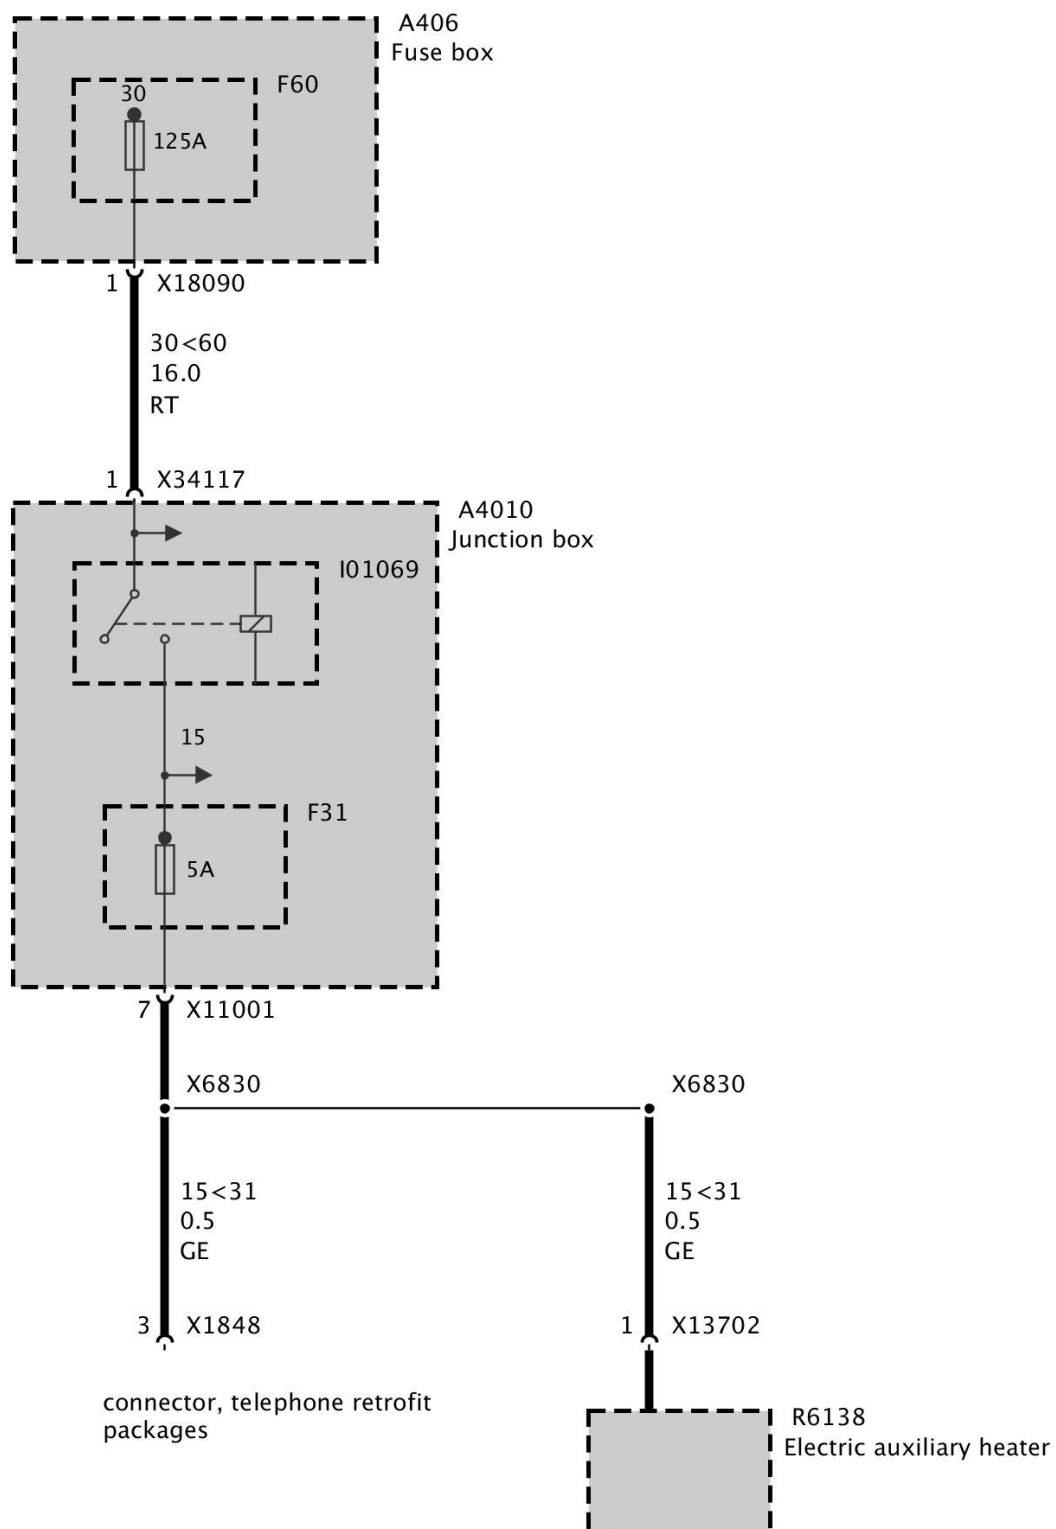 A406
Fuse box
F60
30
125A
1 X18090
30<60
16.0
RT
1 X34117
A4010
Junction box
I01069
15
F31
5A
7 X11001
X6830
X6830
15<31
0.5
GE
15<31
0.5
GE
3 X1848
1 X13702
connector, telephone retrofit
packages
R6138
Electric auxiliary heater